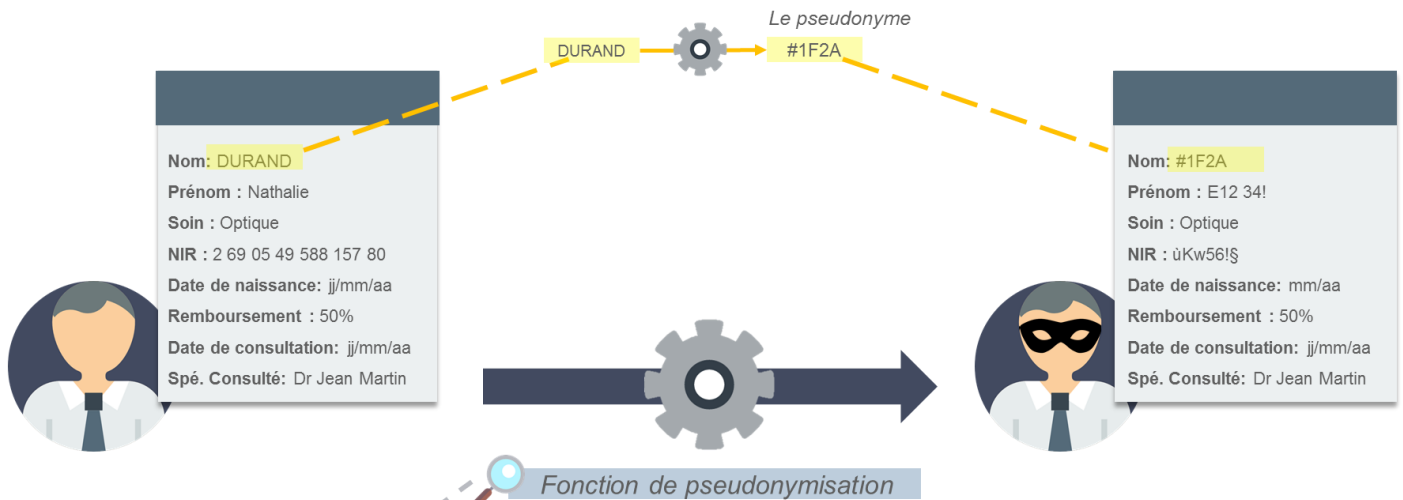 Le pseudonyme
DURAND
#1F2A
Nom: DURAND
Prénom : Nathalie
Soin : Optique
NIR : 2 69 05 49 588 157 80
Date de naissance: jj/mm/aa
Remboursement : 50%
Date de consultation: jj/mm/aa
Spé. Consulté: Dr Jean Martin
Nom: #1F2A
Prénom : E12 34!
Soin : Optique
NIR : ùKw56!§
Date de naissance: mm/aa
Remboursement : 50%
Date de consultation: jj/mm/aa
Spé. Consulté: Dr Jean Martin
Fonction de pseudonymisation